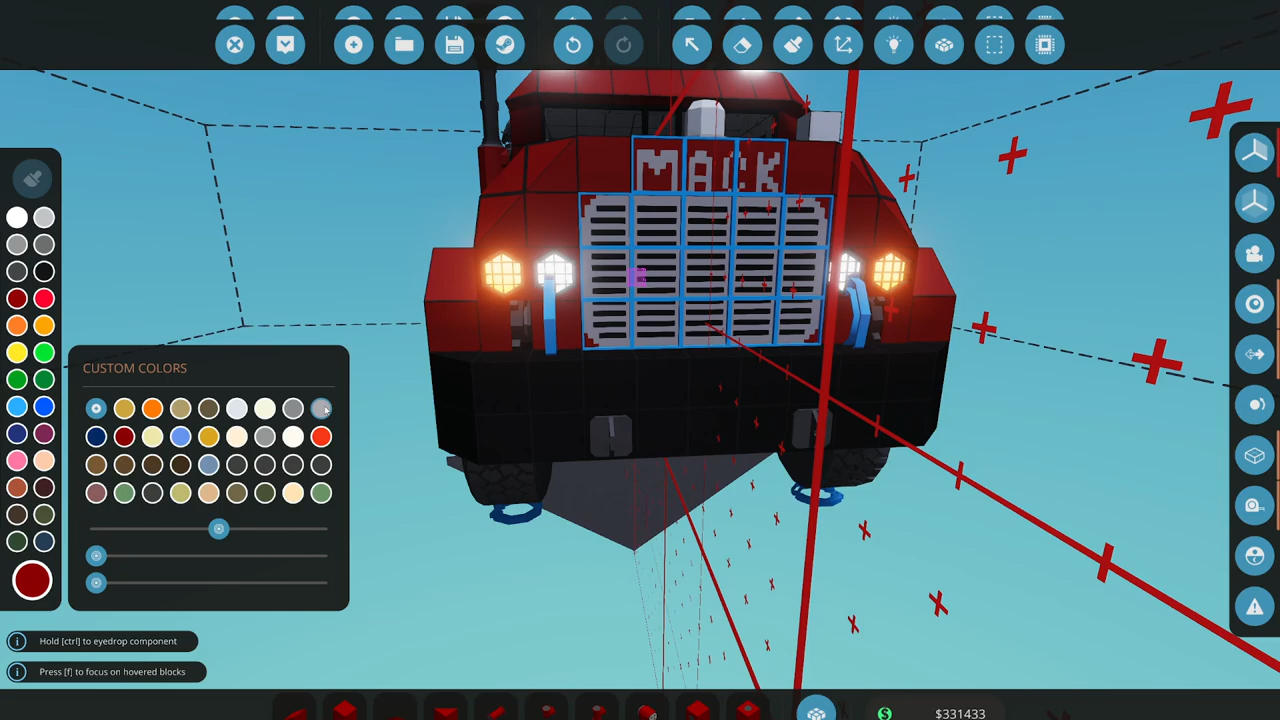 MACK
CUSTOM COLORS
Hold [ctrl] to eyedrop component
Press [f] to focus on hovered blocks
$331433